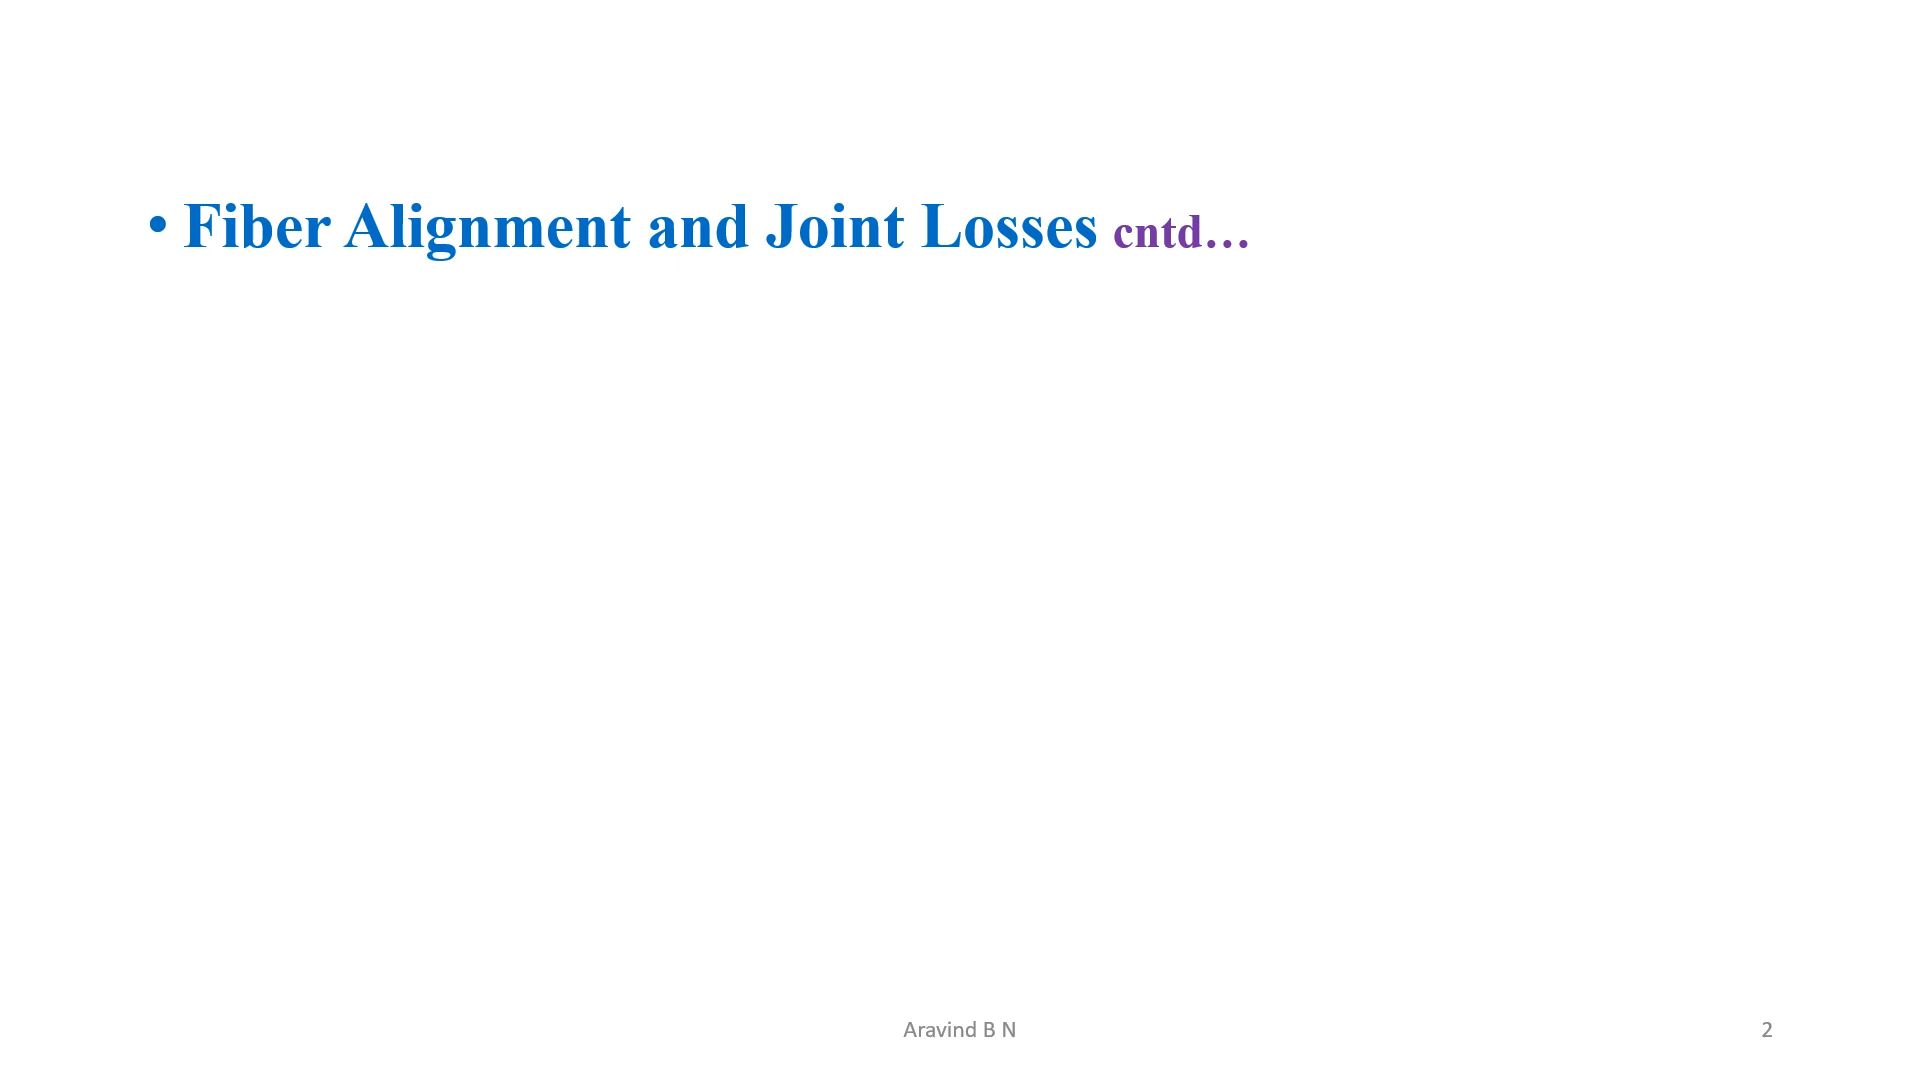 • Fiber Alignment and Joint Losses cntd…
Aravind B N
2